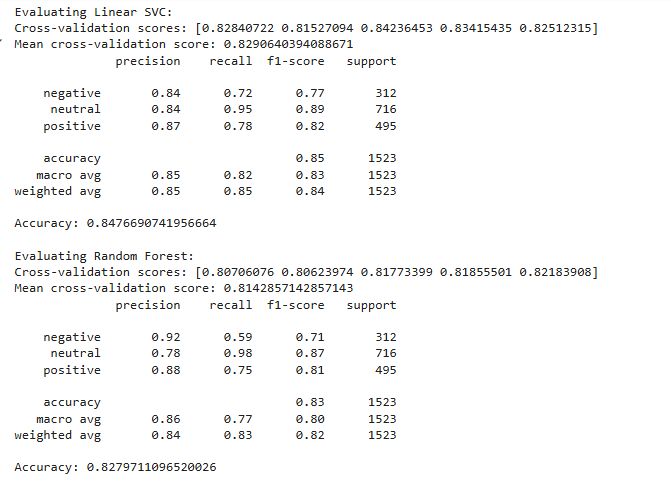 Evaluating Linear SVC:
Cross-validation scores: [0.82840722 0.81527094 0.84236453 0.83415435 0.82512315]
Mean cross-validation score: 0.8290640394088671
precision recall f1-score support
negative 0.84 0.72 0.77 312
neutral 0.84 0.95 0.89 716
positive 0.87 0.78 0.82 495
accuracy 0.85 1523
macro avg 0.85 0.82 0.83 1523
weighted avg 0.85 0.85 0.84 1523
Accuracy: 0.8476690741956664
Evaluating Random Forest:
Cross-validation scores: [0.80706076 0.80623974 0.81773399 0.81855501 0.82183908]
Mean cross-validation score: 0.8142857142857143
precision recall f1-score support
negative 0.92 0.59 0.71 312
neutral 0.78 0.98 0.87 716
positive 0.88 0.75 0.81 495
accuracy 0.83 1523
macro avg 0.86 0.77 0.80 1523
weighted avg 0.84 0.83 0.82 1523
Accuracy: 0.8279711096520026